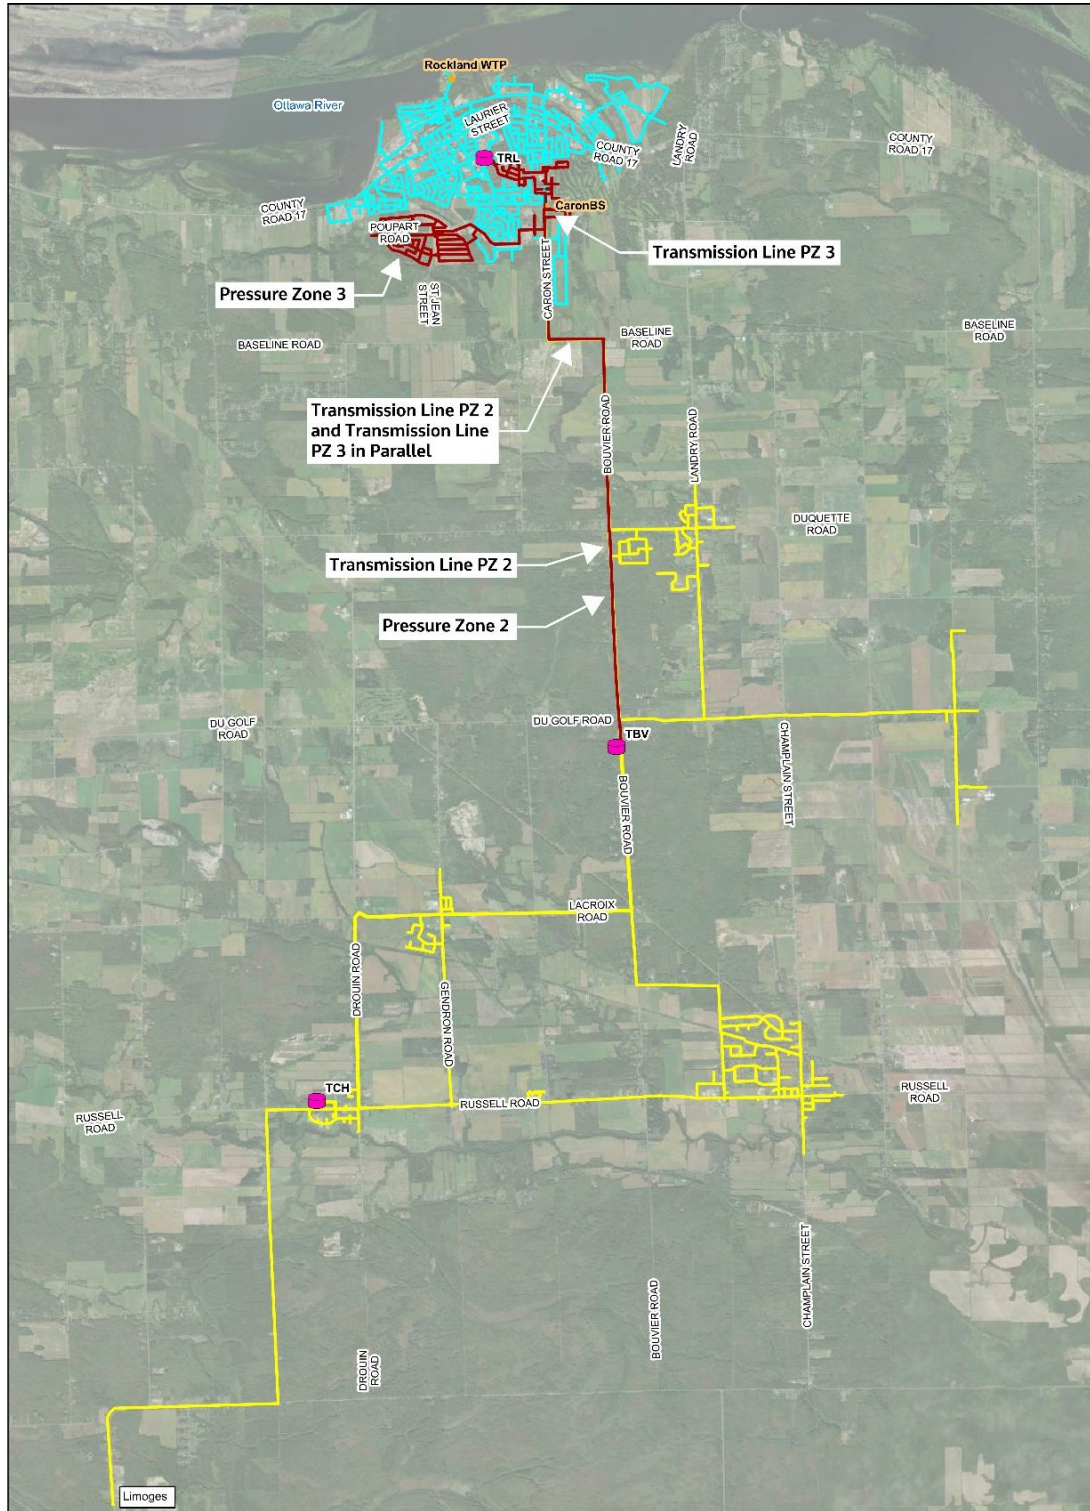 Rockland WTP
Ottawa River
LAURIER
STREET
LANDRY
ROAD
COUNTY
ROAD 17
COUNTY
ROAD 17
TRL
CaronBS
COUNTY
ROAD 17
POUPART
ROAD
Transmission Line PZ 3
CARON STREET
Pressure Zone 3
ST JEAN
STREET
BASELINE ROAD
BASELINE
ROAD
BASELINE
ROAD
Transmission Line PZ 2
and Transmission Line
PZ 3 in Parallel
BOUVIER ROAD
LANDRY ROAD
DUQUETTE
ROAD
Transmission Line PZ 2
Pressure Zone 2
DU GOLF
ROAD
DU GOLF ROAD
TBV
CHAMPLAIN STREET
BOUVIER ROAD
LACROIX
ROAD
DROUIN ROAD
GENDRON ROAD
TCH
RUSSELL
ROAD
RUSSELL ROAD
RUSSELL
ROAD
CHAMPLAIN STREET
BOUVIER ROAD
DROUIN
ROAD
Limoges